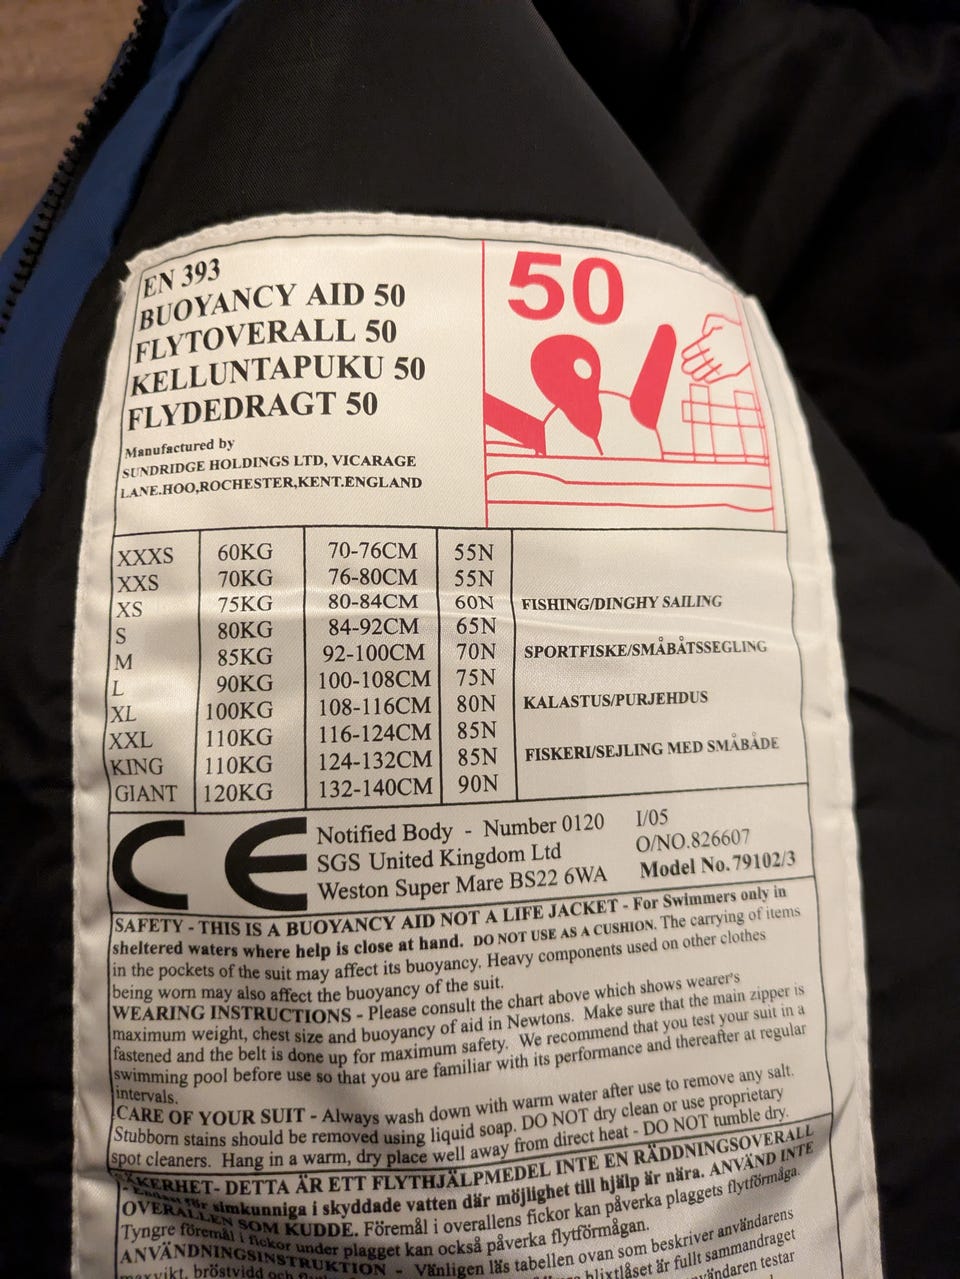 EN 393
BUOYANCY AID 50
FLYTOVERALL 50
KELLUNTAPUKU 50
FLYDEDRAGT 50
Manufactured by
SUNDRIDGE HOLDINGS LTD, VICARAGE
LANE.HOO,ROCHESTER,KENT.ENGLAND
50
XXXS 60KG 70-76CM 55N
XXS 70KG 76-80CM 55N
XS 75KG 80-84CM 60N
S 80KG 84-92CM 65N
M 85KG 92-100CM 70N
L 90KG 100-108CM 75N
XL 100KG 108-116CM 80N
XXL 110KG 116-124CM 85N
KING 110KG 124-132CM 85N
GIANT 120KG 132-140CM 90N
FISHING/DINGHY SAILING
SPORTFISKE/SMÅBÅTSSEGLING
KALASTUS/PURJEHDUS
FISKERI/SEJLING MED SMÅBÅDE
CE
Notified Body - Number 0120
SGS United Kingdom Ltd
Weston Super Mare BS22 6WA
I/05
O/NO.826607
Model No.79102/3
SAFETY - THIS IS A BUOYANCY AID NOT A LIFE JACKET - For Swimmers only in
sheltered waters where help is close at hand. DO NOT USE AS A CUSHION. The carrying of items
in the pockets of the suit may affect its buoyancy. Heavy components used on other clothes
being worn may also affect the buoyancy of the suit.
WEARING INSTRUCTIONS - Please consult the chart above which shows wearer's
maximum weight, chest size and buoyancy of aid in Newtons. Make sure that the main zipper is
fastened and the belt is done up for maximum safety. We recommend that you test your suit in a
swimming pool before use so that you are familiar with its performance and thereafter at regular
intervals.
CARE OF YOUR SUIT - Always wash down with warm water after use to remove any salt.
Stubborn stains should be removed using liquid soap. DO NOT dry clean or use proprietary
spot cleaners. Hang in a warm, dry place well away from direct heat - DO NOT tumble dry.
SÄKERHET- DETTA ÄR ETT FLYTHJÄLPMEDEL INTE EN RÄDDNINGSOVERALL
- Endast för simkunniga i skyddade vatten där möjlighet till hjälp är nära. ANVÄND INTE
OVERALLEN SOM KUDDE. Föremål i overallens fickor kan påverka plaggets flytförmåga.
Tyngre föremål i fickor under plagget kan också påverka flytförmågan.
ANVÄNDNINGSINSTRUKTION - Vänligen läs tabellen ovan som beskriver användarens
maxvikt, bröstvidd och blixtlåset är fullt sammandraget
användaren testar